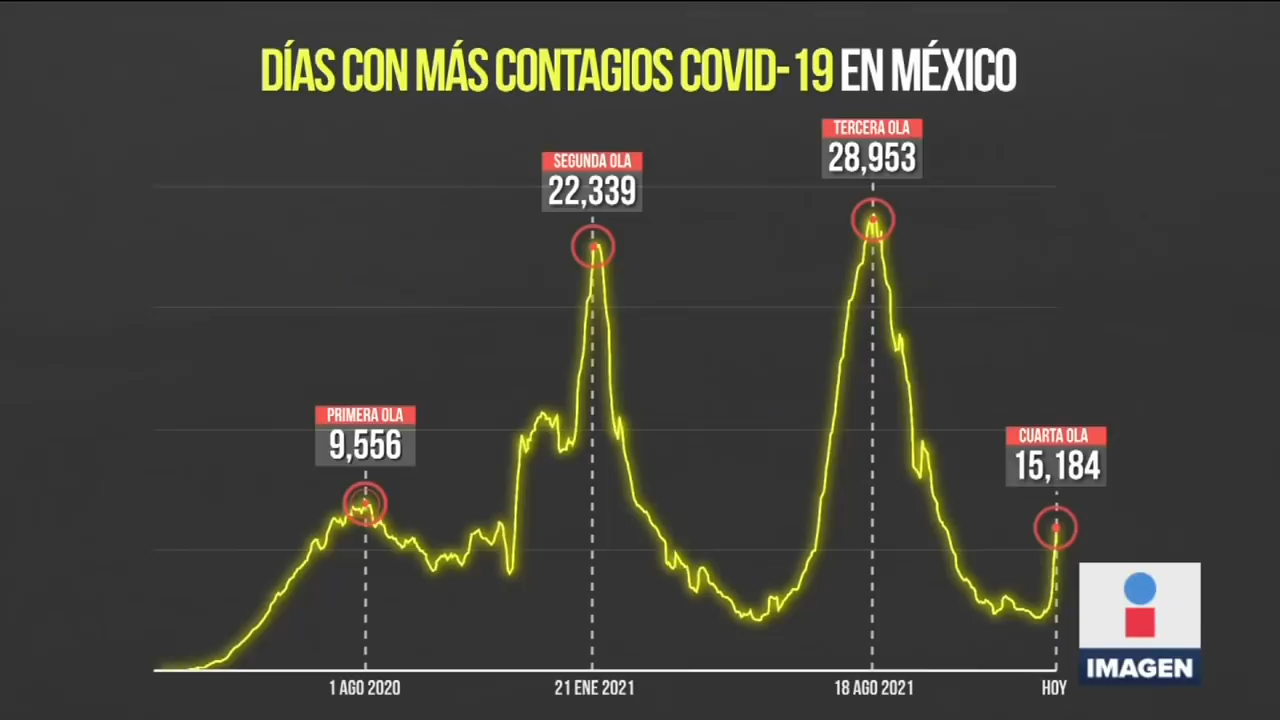 DÍAS CON MÁS CONTAGIOS COVID-19 EN MÉXICO
TERCERA OLA
28,953
SEGUNDA OLA
22,339
PRIMERA OLA
9,556
CUARTA OLA
15,184
1 AGO 2020
21 ENE 2021
18 AGO 2021
HOY
IMAGEN